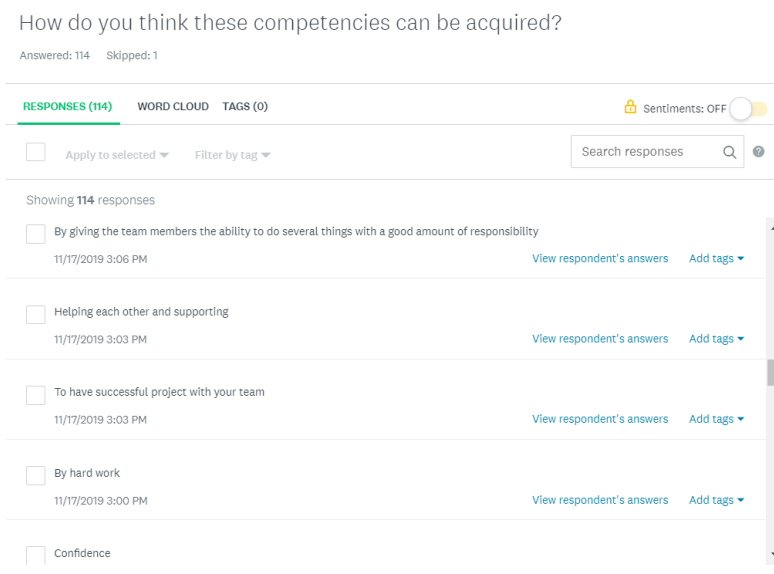 How do you think these competencies can be acquired?
Answered: 114 Skipped: 1
RESPONSES (114) WORD CLOUD TAGS (0) Sentiments: OFF
Apply to selected Filter by tag Search responses ?
Showing 114 responses
By giving the team members the ability to do several things with a good amount of responsibility
11/17/2019 3:06 PM View respondent's answers Add tags
Helping each other and supporting
11/17/2019 3:03 PM View respondent's answers Add tags
To have successful project with your team
11/17/2019 3:03 PM View respondent's answers Add tags
By hard work
11/17/2019 3:00 PM View respondent's answers Add tags
Confidence